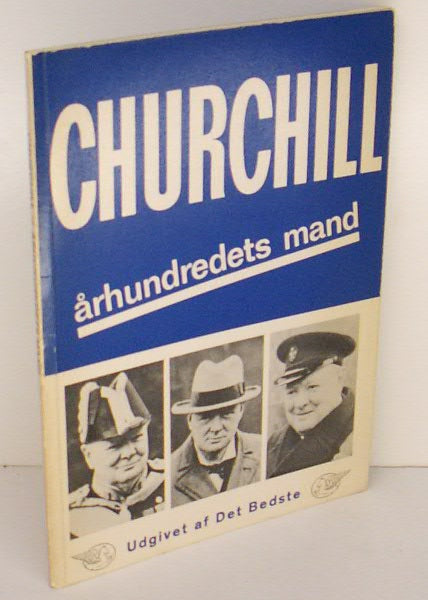 CHURCHILL
århundredets mand
Udgivet af Det Bedste